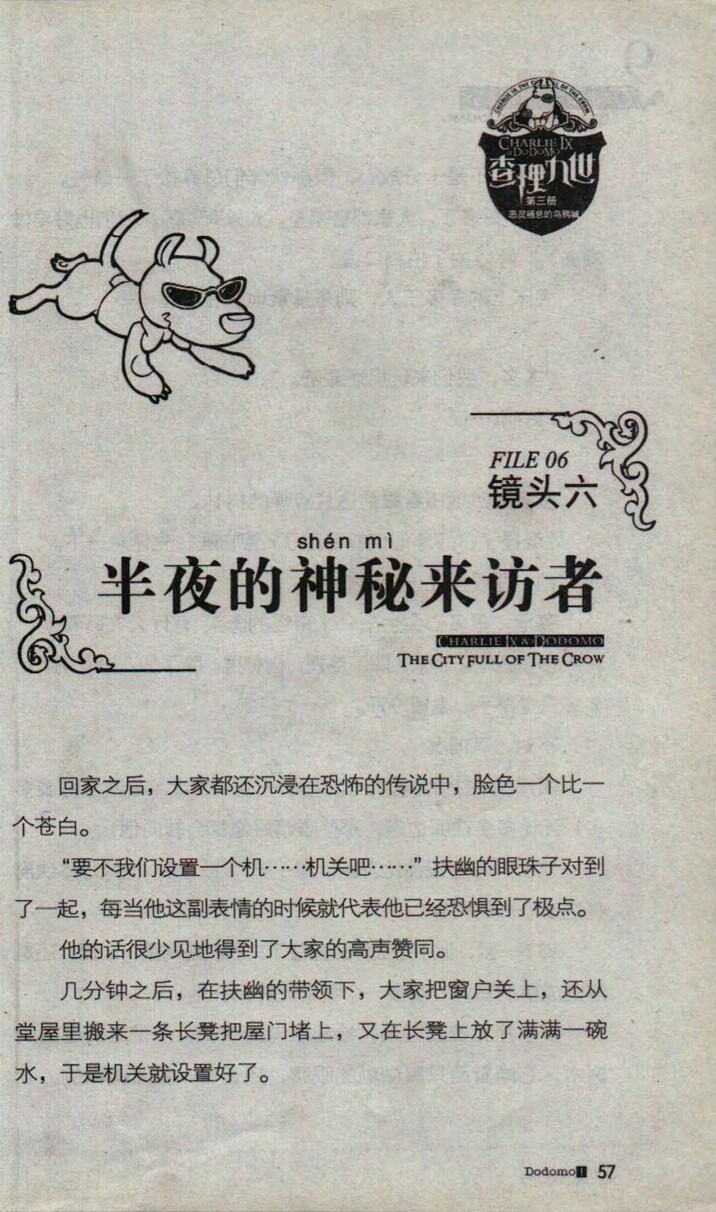 CHARLIE IX
& DODOMO
查理九世
第三册
恶灵栖息的乌鸦城
FILE 06
镜头六
shén mì
半夜的神秘来访者
CHARLIE IX & DODOMO
THE CITY FULL OF THE CROW
回家之后，大家都还沉浸在恐怖的传说中，脸色一个比一
个苍白。
“要不我们设置一个机……机关吧……”扶幽的眼珠子对到
了一起，每当他这副表情的时候就代表他已经恐惧到了极点。
他的话很少见地得到了大家的高声赞同。
几分钟之后，在扶幽的带领下，大家把窗户关上，还从
堂屋里搬来一条长凳把屋门堵上，又在长凳上放了满满一碗
水，于是机关就设置好了。
Dodomo! 57